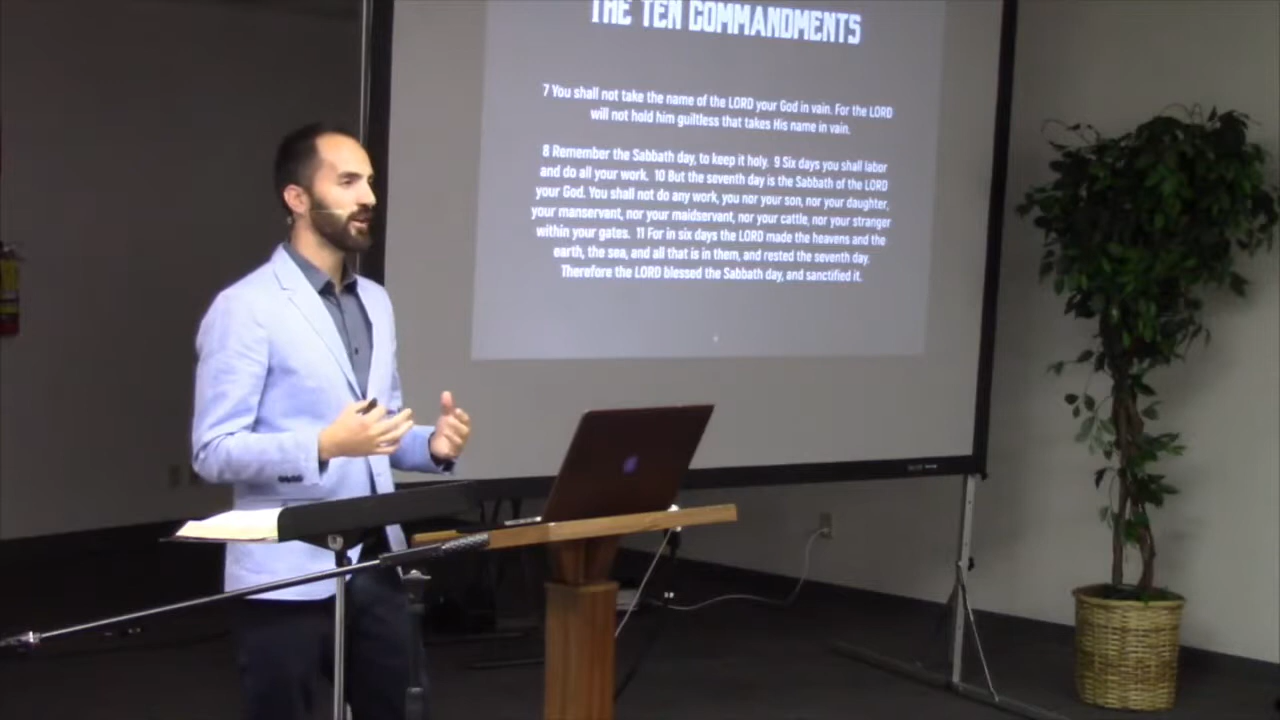 THE TEN COMMANDMENTS
7 You shall not take the name of the LORD your God in vain. For the LORD
will not hold him guiltless that takes His name in vain.
8 Remember the Sabbath day, to keep it holy. 9 Six days you shall labor
and do all your work. 10 But the seventh day is the Sabbath of the LORD
your God. You shall not do any work, you nor your son, nor your daughter,
your manservant, nor your maidservant, nor your cattle, nor your stranger
within your gates. 11 For in six days the LORD made the heavens and the
earth, the sea, and all that is in them, and rested the seventh day.
Therefore the LORD blessed the Sabbath day, and sanctified it.